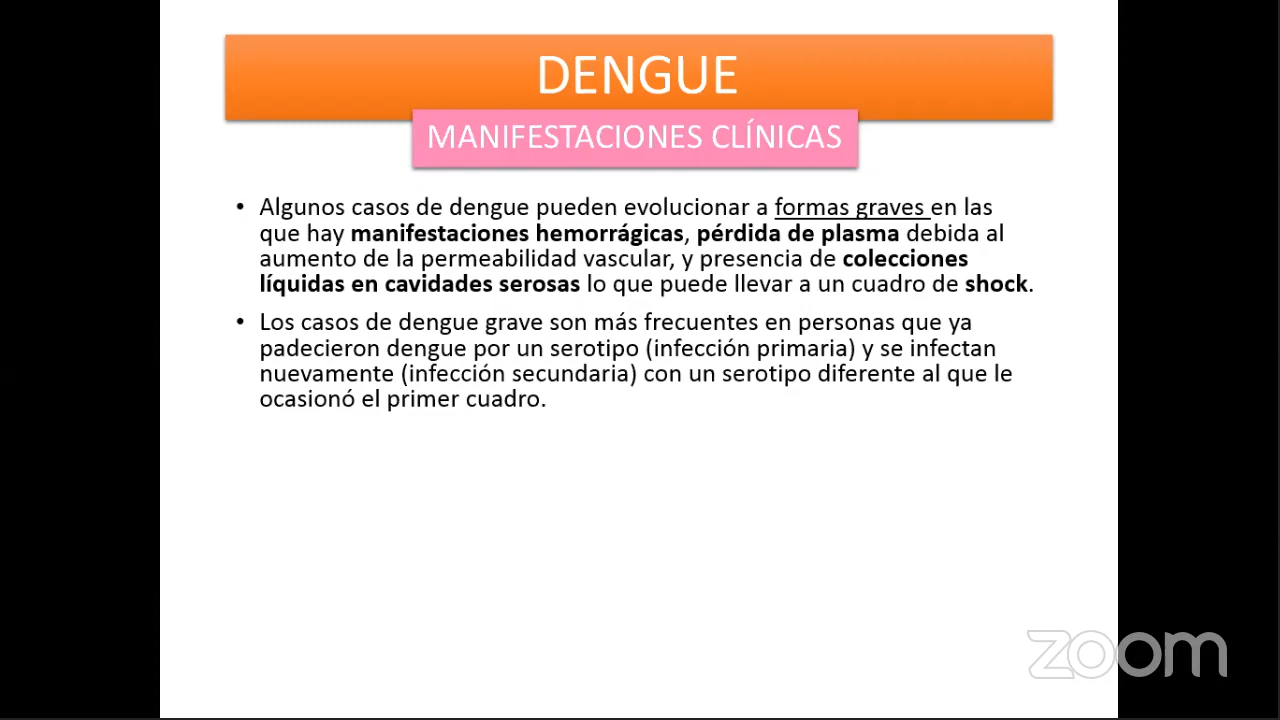 DENGUE
MANIFESTACIONES CLÍNICAS
• Algunos casos de dengue pueden evolucionar a formas graves en las
que hay manifestaciones hemorrágicas, pérdida de plasma debida al
aumento de la permeabilidad vascular, y presencia de colecciones
líquidas en cavidades serosas lo que puede llevar a un cuadro de shock.
• Los casos de dengue grave son más frecuentes en personas que ya
padecieron dengue por un serotipo (infección primaria) y se infectan
nuevamente (infección secundaria) con un serotipo diferente al que le
ocasionó el primer cuadro.
zoom